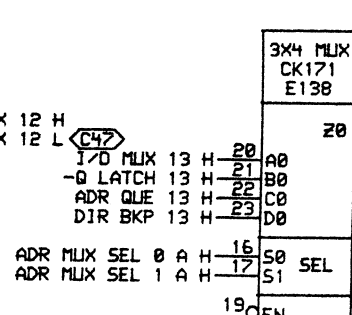 3X4 MUX
CK171
E138
X 12 H
X 12 L C47
Z0
I/O MUX 13 H 20 A0
-Q LATCH 13 H 21 B0
ADR QUE 13 H 22 C0
DIR BKP 13 H 23 D0
ADR MUX SEL 0 A H 16 S0
SEL
ADR MUX SEL 1 A H 17 S1
19 EN